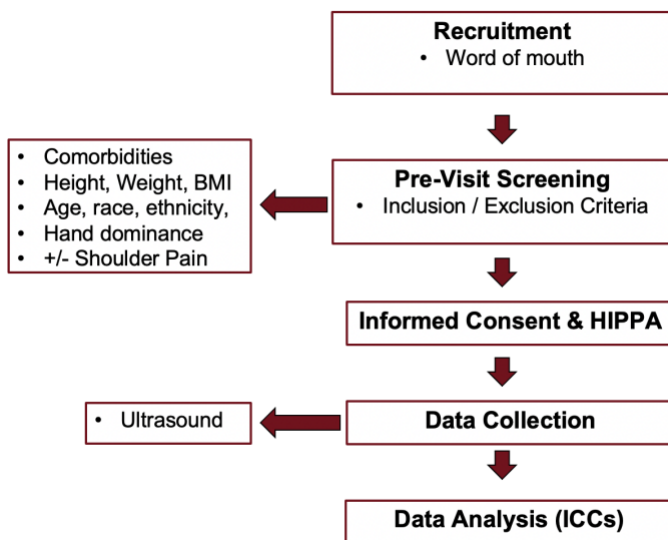 Recruitment
• Word of mouth
• Comorbidities
• Height, Weight, BMI
• Age, race, ethnicity,
• Hand dominance
• +/- Shoulder Pain
Pre-Visit Screening
• Inclusion / Exclusion Criteria
Informed Consent & HIPPA
• Ultrasound
Data Collection
Data Analysis (ICCs)